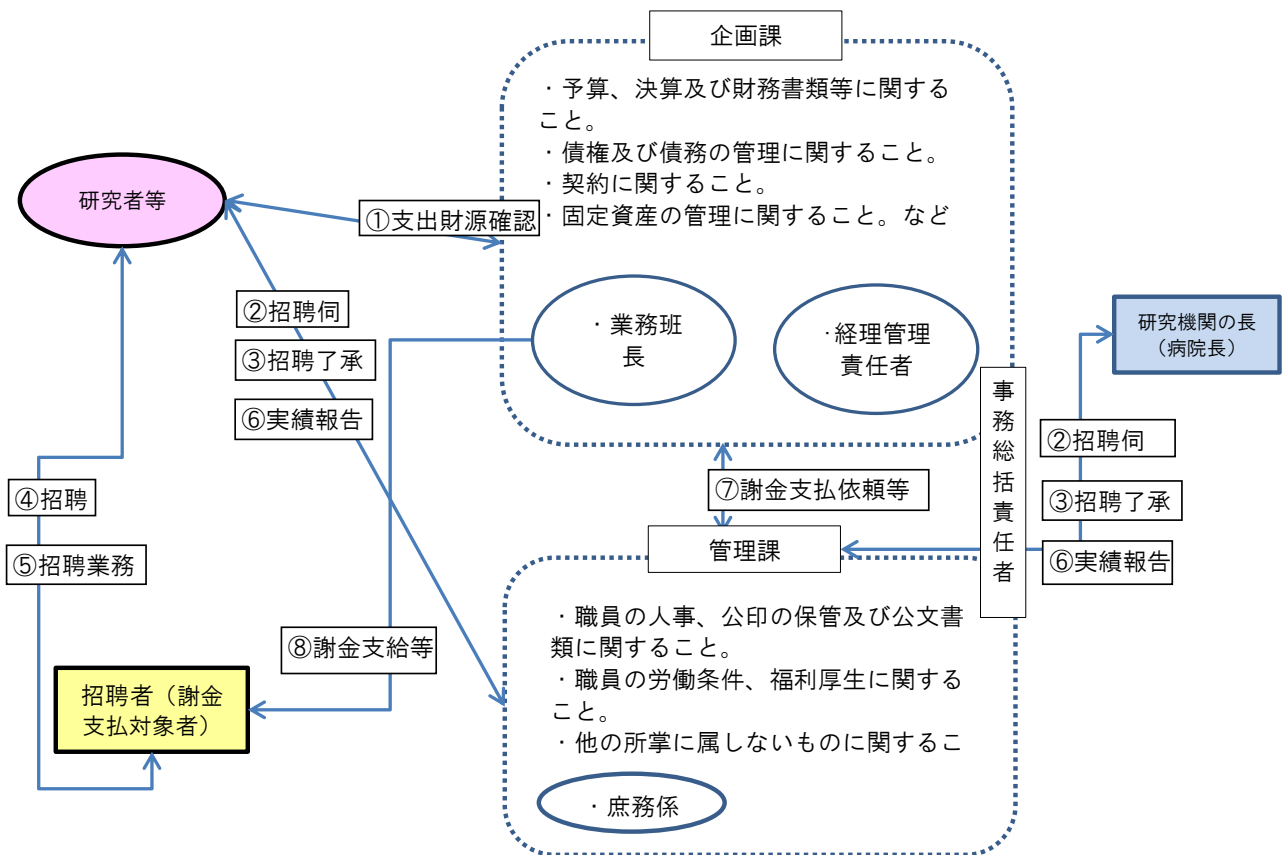 企画課
・予算、決算及び財務書類等に関する
こと。
・債権及び債務の管理に関すること。
・契約に関すること。
・固定資産の管理に関すること。など
研究者等
①支出財源確認
②招聘伺
③招聘了承
⑥実績報告
・業務班
長
・経理管理
責任者
研究機関の長
（病院長）
事務総括責任者
②招聘伺
③招聘了承
⑥実績報告
④招聘
⑤招聘業務
⑦謝金支払依頼等
管理課
・職員の人事、公印の保管及び公文書
類に関すること。
・職員の労働条件、福利厚生に関する
こと。
・他の所掌に属しないものに関するこ
⑧謝金支給等
招聘者（謝金
支払対象者）
・庶務係